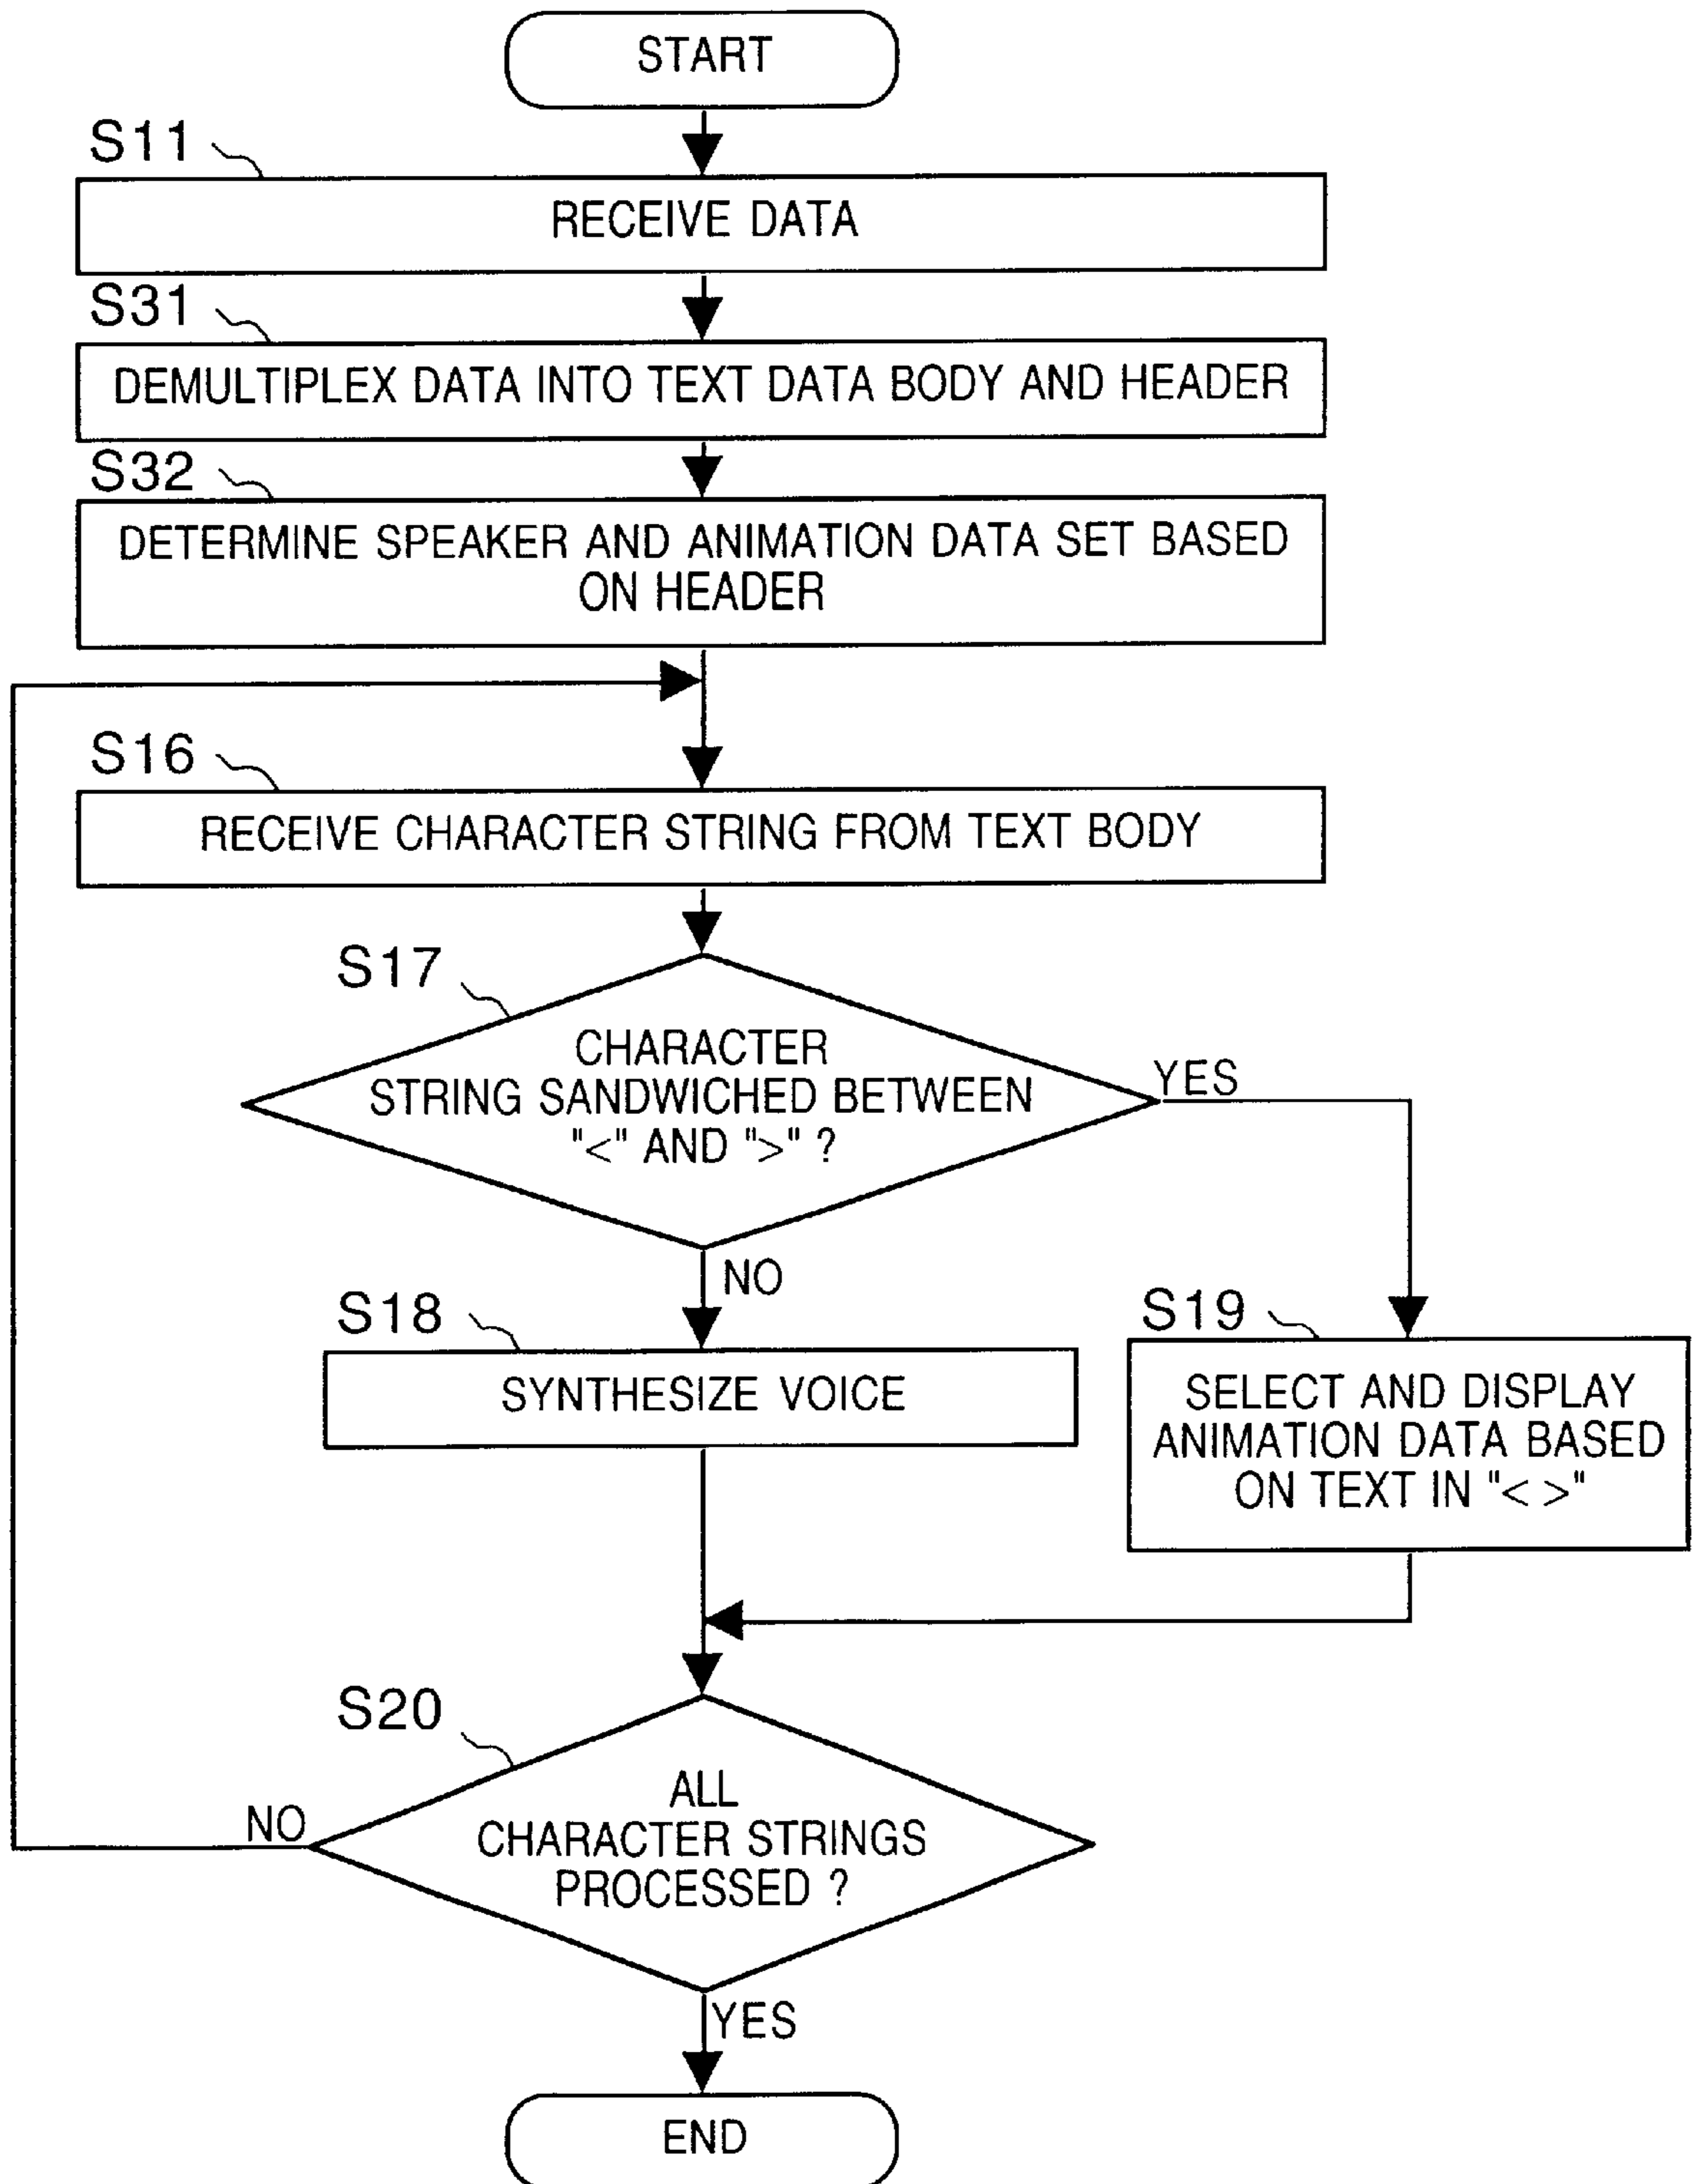 START
S11
RECEIVE DATA
S31
DEMULTIPLEX DATA INTO TEXT DATA BODY AND HEADER
S32
DETERMINE SPEAKER AND ANIMATION DATA SET BASED
ON HEADER
S16
RECEIVE CHARACTER STRING FROM TEXT BODY
S17
CHARACTER
STRING SANDWICHED BETWEEN
"<" AND ">" ?
YES
NO
S18
SYNTHESIZE VOICE
S19
SELECT AND DISPLAY
ANIMATION DATA BASED
ON TEXT IN "< >"
S20
ALL
CHARACTER STRINGS
PROCESSED ?
NO
YES
END